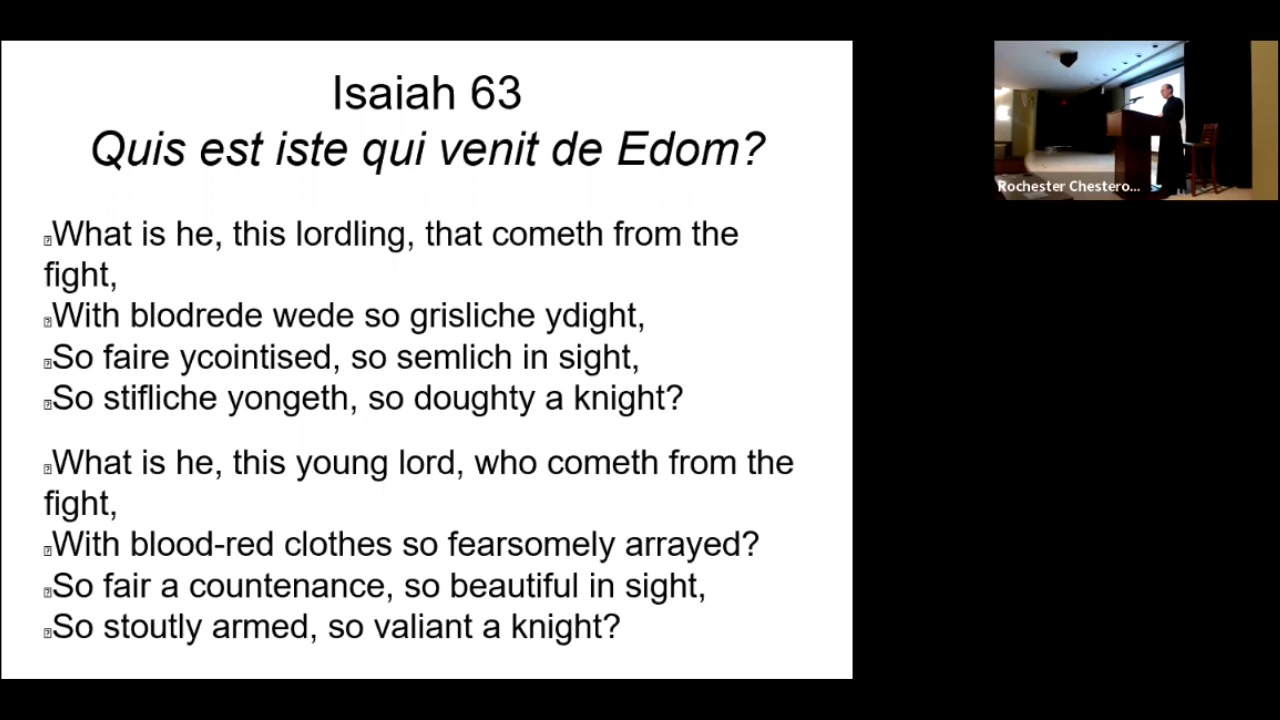 Isaiah 63
Quis est iste qui venit de Edom?
What is he, this lordling, that cometh from the
fight,
With blodrede wede so grisliche ydight,
So faire ycointised, so semlich in sight,
So stifliche yongeth, so doughty a knight?
What is he, this young lord, who cometh from the
fight,
With blood-red clothes so fearsomely arrayed?
So fair a countenance, so beautiful in sight,
So stoutly armed, so valiant a knight?
Rochester Chestero...